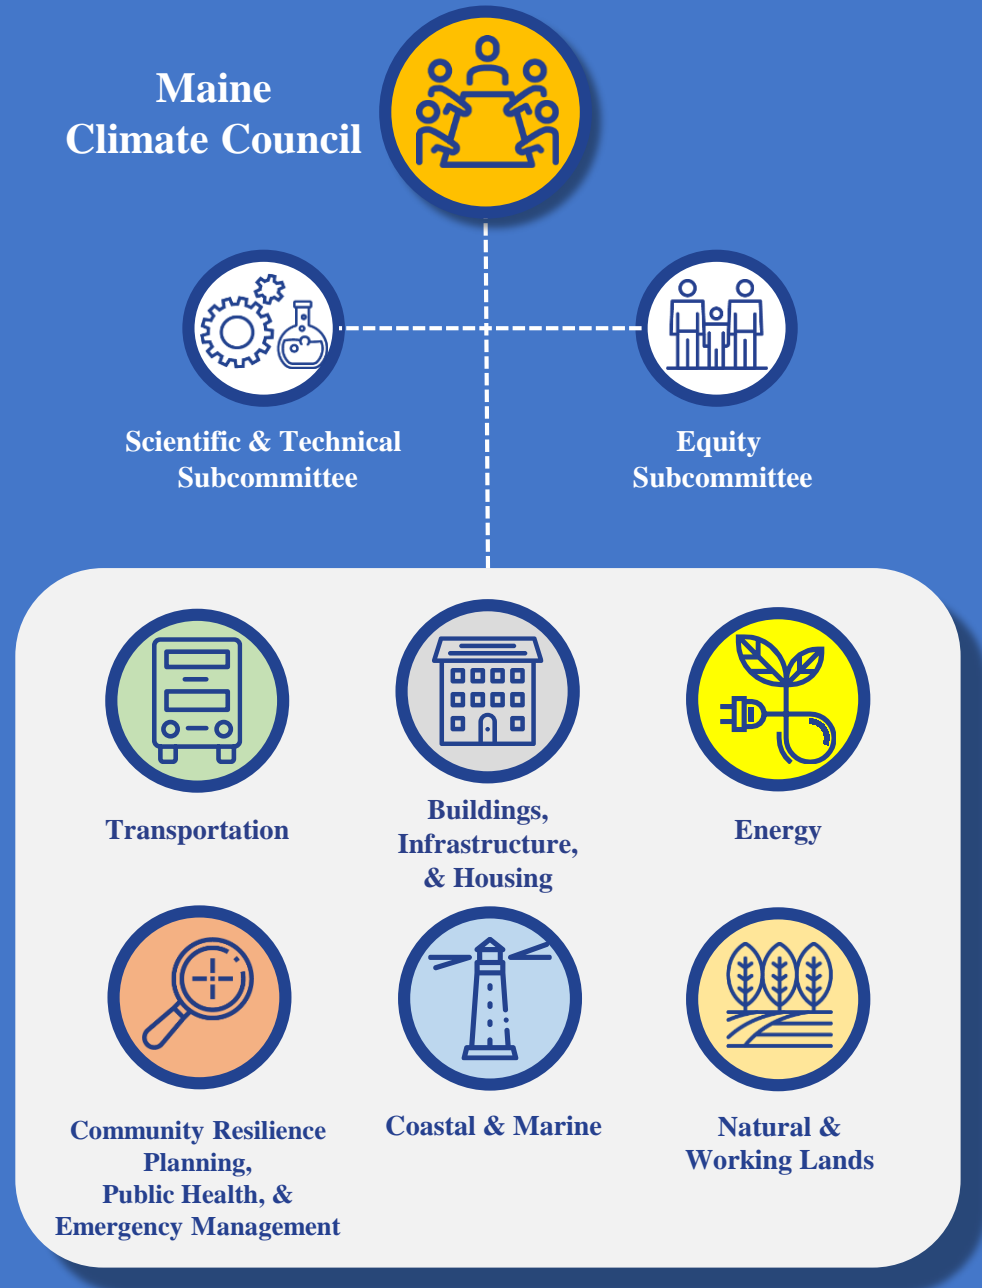 Maine
Climate Council
Scientific & Technical
Subcommittee
Equity
Subcommittee
Transportation
Buildings,
Infrastructure,
& Housing
Energy
Community Resilience
Planning,
Public Health, &
Emergency Management
Coastal & Marine
Natural &
Working Lands